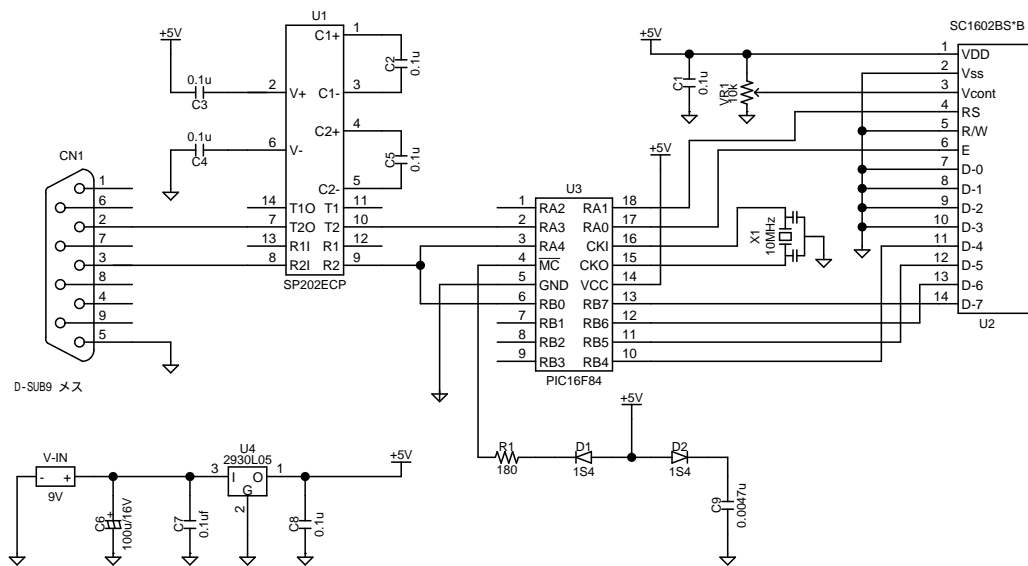 U1
SC1602BS*B
+5V
C1+
1
C2
0.1u
C1-
3
0.1u
C3
2
V+
C2+
4
C5
0.1u
C2-
5
0.1u
C4
6
V-
14
T1O
T1
11
7
T2O
T2
10
13
R1I
R1
12
8
R2I
R2
9
SP202ECP
CN1
1
6
2
7
3
8
4
9
5
D-SUB9 メス
+5V
C1
0.1u
VR1
10k
+5V
1
VDD
2
Vss
3
Vcont
4
RS
5
R/W
6
E
7
D-0
8
D-1
9
D-2
10
D-3
11
D-4
12
D-5
13
D-6
14
D-7
U2
U3
1
RA2
RA1
18
2
RA3
RA0
17
3
RA4
CKI
16
4
MC
CKO
15
5
GND
VCC
14
6
RB0
RB7
13
7
RB1
RB6
12
8
RB2
RB5
11
9
RB3
RB4
10
PIC16F84
X1
10MHz
+5V
R1
180
D1
1S4
D2
1S4
C9
0.0047u
V-IN
-
+
9V
C6
+
100u/16V
C7
0.1uf
U4
2930L05
3
I
O
1
G
2
C8
0.1u
+5V